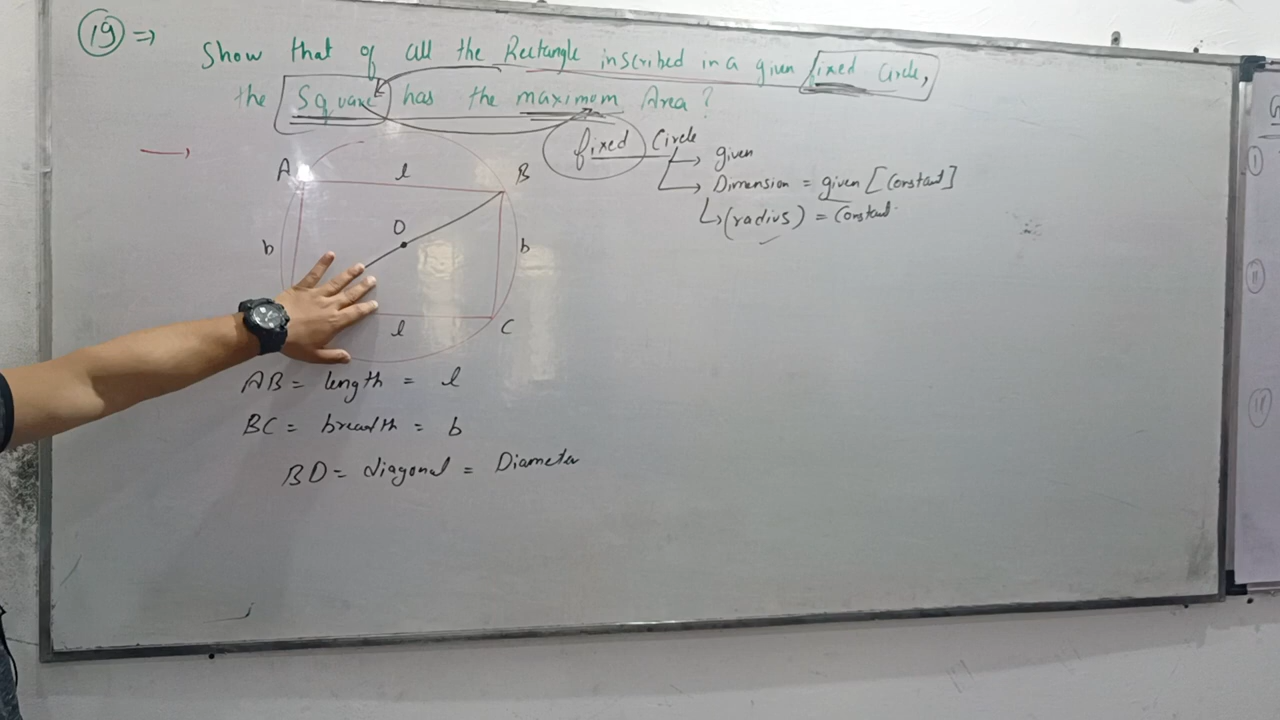 19 ⇒ Show that of all the Rectangle inscribed in a given fixed Circle,
the Square has the maximum Area ?
fixed Circle
→ given
→ Dimension = given [Constant]
↳ (radius) = Constant
A
l
B
b
O
b
l
C
AB = length = l
BC = breadth = b
BD = diagonal = Diameter